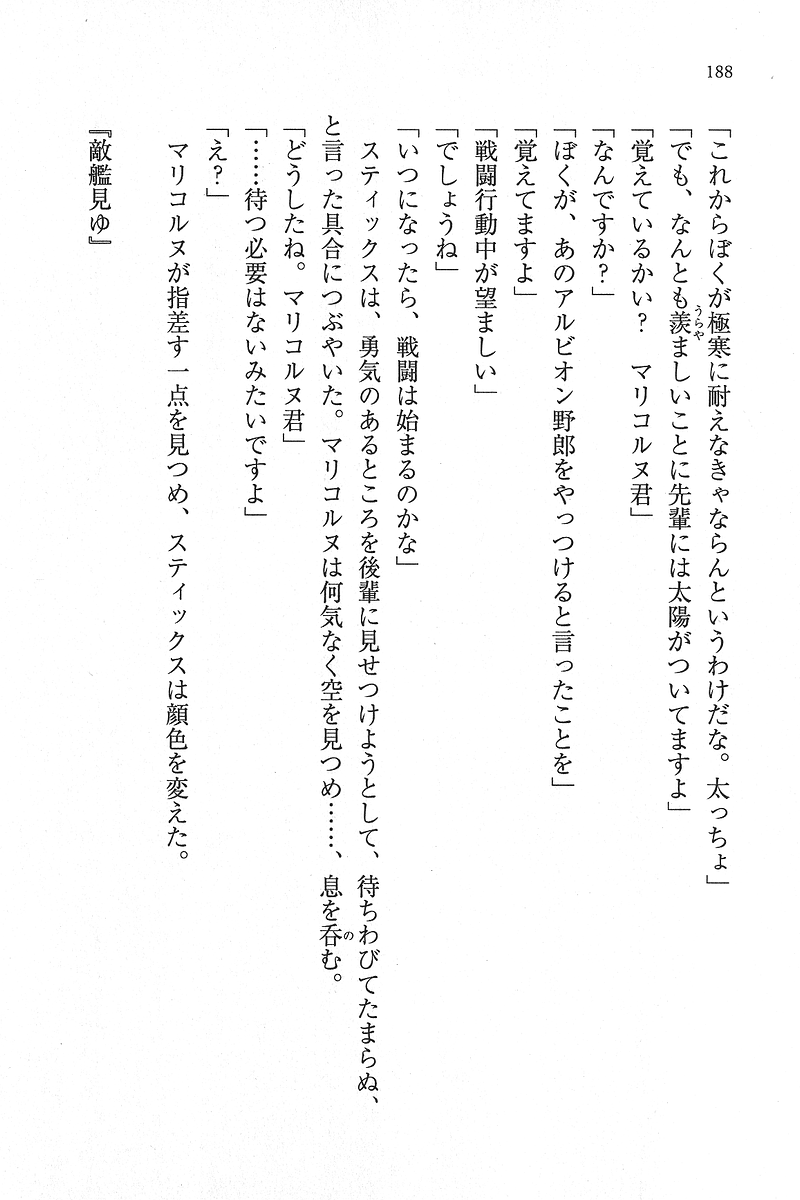 188
「これからぼくが極寒に耐えなきゃならんというわけだな。太っちょ」
「でも、なんとも羨ましいことに先輩には太陽がついてますよ」
「覚えているかい？　マリコルヌ君」
「なんですか？」
「ぼくが、あのアルビオン野郎をやっつけると言ったことを」
「覚えてますよ」
「戦闘行動中が望ましい」
「でしょうね」
「いつになったら、戦闘は始まるのかな」
　スティックスは、勇気のあるところを後輩に見せつけようとして、待ちわびてたまらぬ、
と言った具合につぶやいた。マリコルヌは何気なく空を見つめ……、息を呑む。
「どうしたね。マリコルヌ君」
「……待つ必要はないみたいですよ」
「え？」
　マリコルヌが指差す一点を見つめ、スティックスは顔色を変えた。
『敵艦見ゆ』